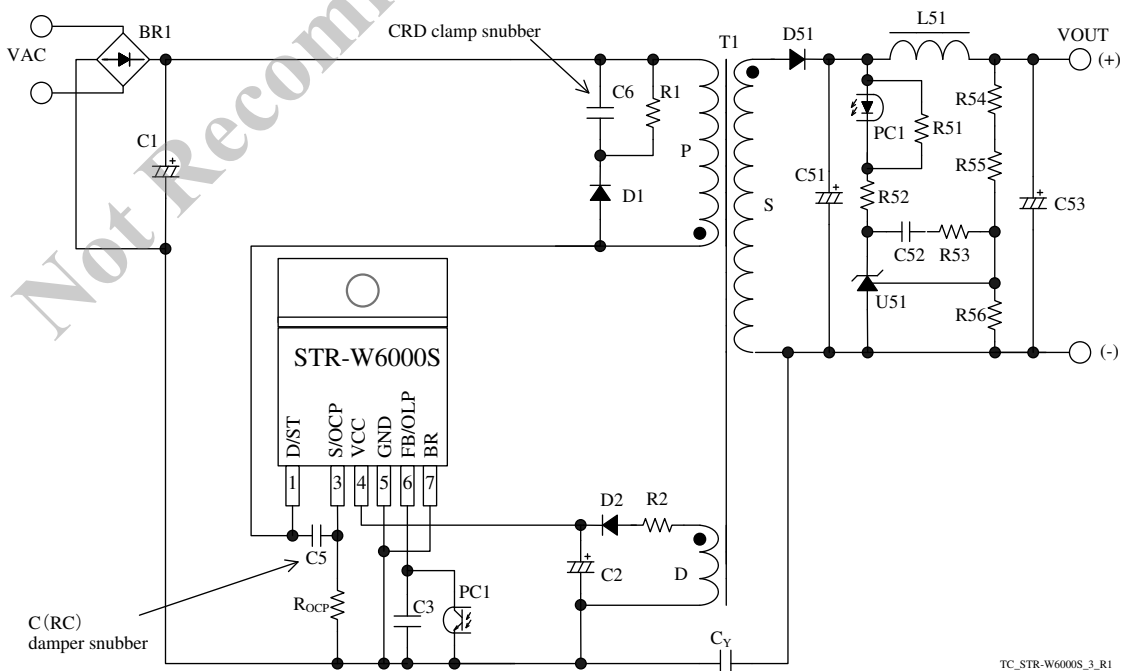 Not Recomm
VAC
BR1
C1
CRD clamp snubber
C6
R1
D1
P
T1
S
D51
L51
VOUT
(+)
PC1
R51
R54
R55
C51
R52
C53
C52
R53
U51
R56
(-)
STR-W6000S
D/ST
S/OCP
VCC
GND
FB/OLP
BR
1
3
4
5
6
7
C5
D2
R2
C2
D
C(RC)
damper snubber
ROCP
C3
PC1
CY
TC_STR-W6000S_3_R1